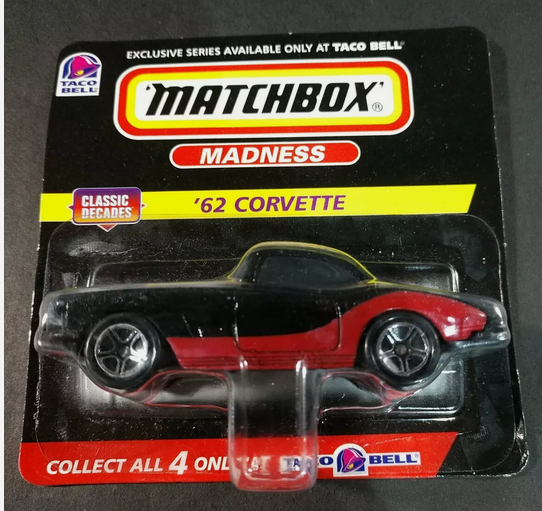 EXCLUSIVE SERIES AVAILABLE ONLY AT TACO BELL®
TACO
BELL®
'MATCHBOX'®
MADNESS
CLASSIC
DECADES
'62 CORVETTE
COLLECT ALL 4 ONLY AT TACO BELL®